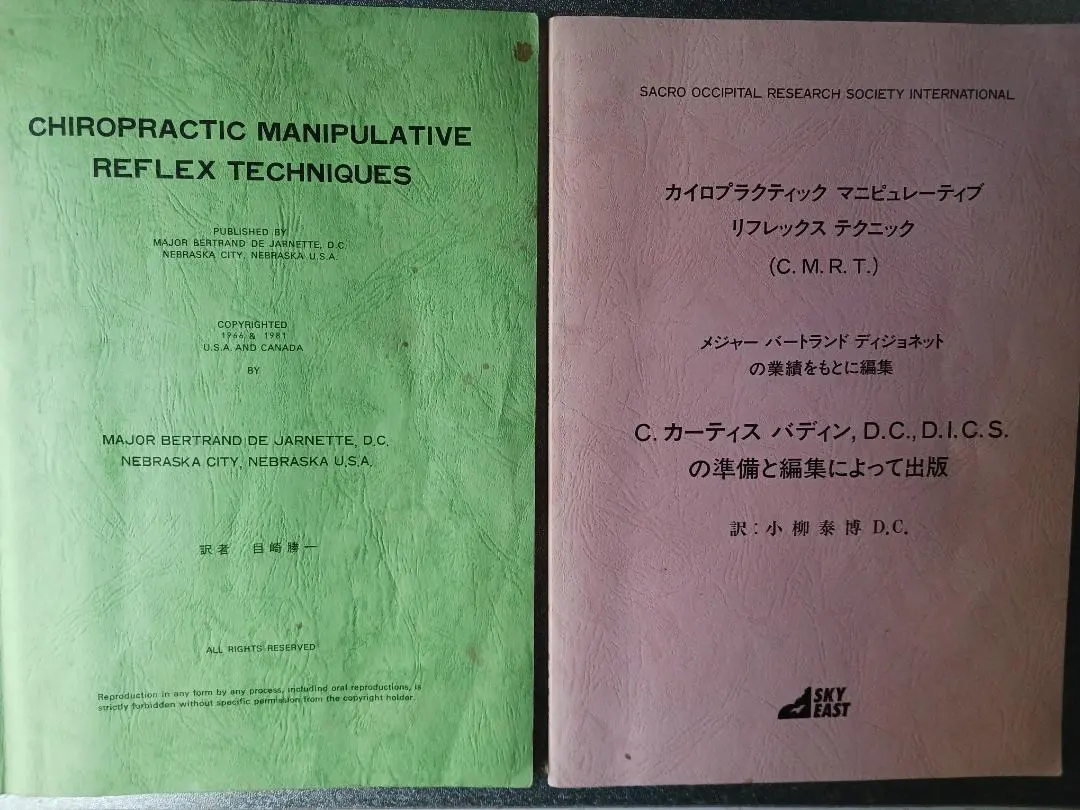 CHIROPRACTIC MANIPULATIVE
REFLEX TECHNIQUES
PUBLISHED BY
MAJOR BERTRAND DE JARNETTE, D.C.
NEBRASKA CITY, NEBRASKA U.S.A.
COPYRIGHTED
1966 & 1981
U.S.A. AND CANADA
BY
MAJOR BERTRAND DE JARNETTE, D.C.
NEBRASKA CITY, NEBRASKA U.S.A.
訳者 目崎勝一
ALL RIGHTS RESERVED
Reproduction in any form by any process, includind oral reproductions, is
strictly forbidden without specific permission from the copyright holder.
SACRO OCCIPITAL RESEARCH SOCIETY INTERNATIONAL
カイロプラクティック マニピュレーティブ
リフレックス テクニック
(C. M. R. T.)
メジャー バートランド ディジョネット
の業績をもとに編集
C. カーティス バディン, D.C., D.I.C.S.
の準備と編集によって出版
訳:小柳泰博 D.C.
SKY
EAST